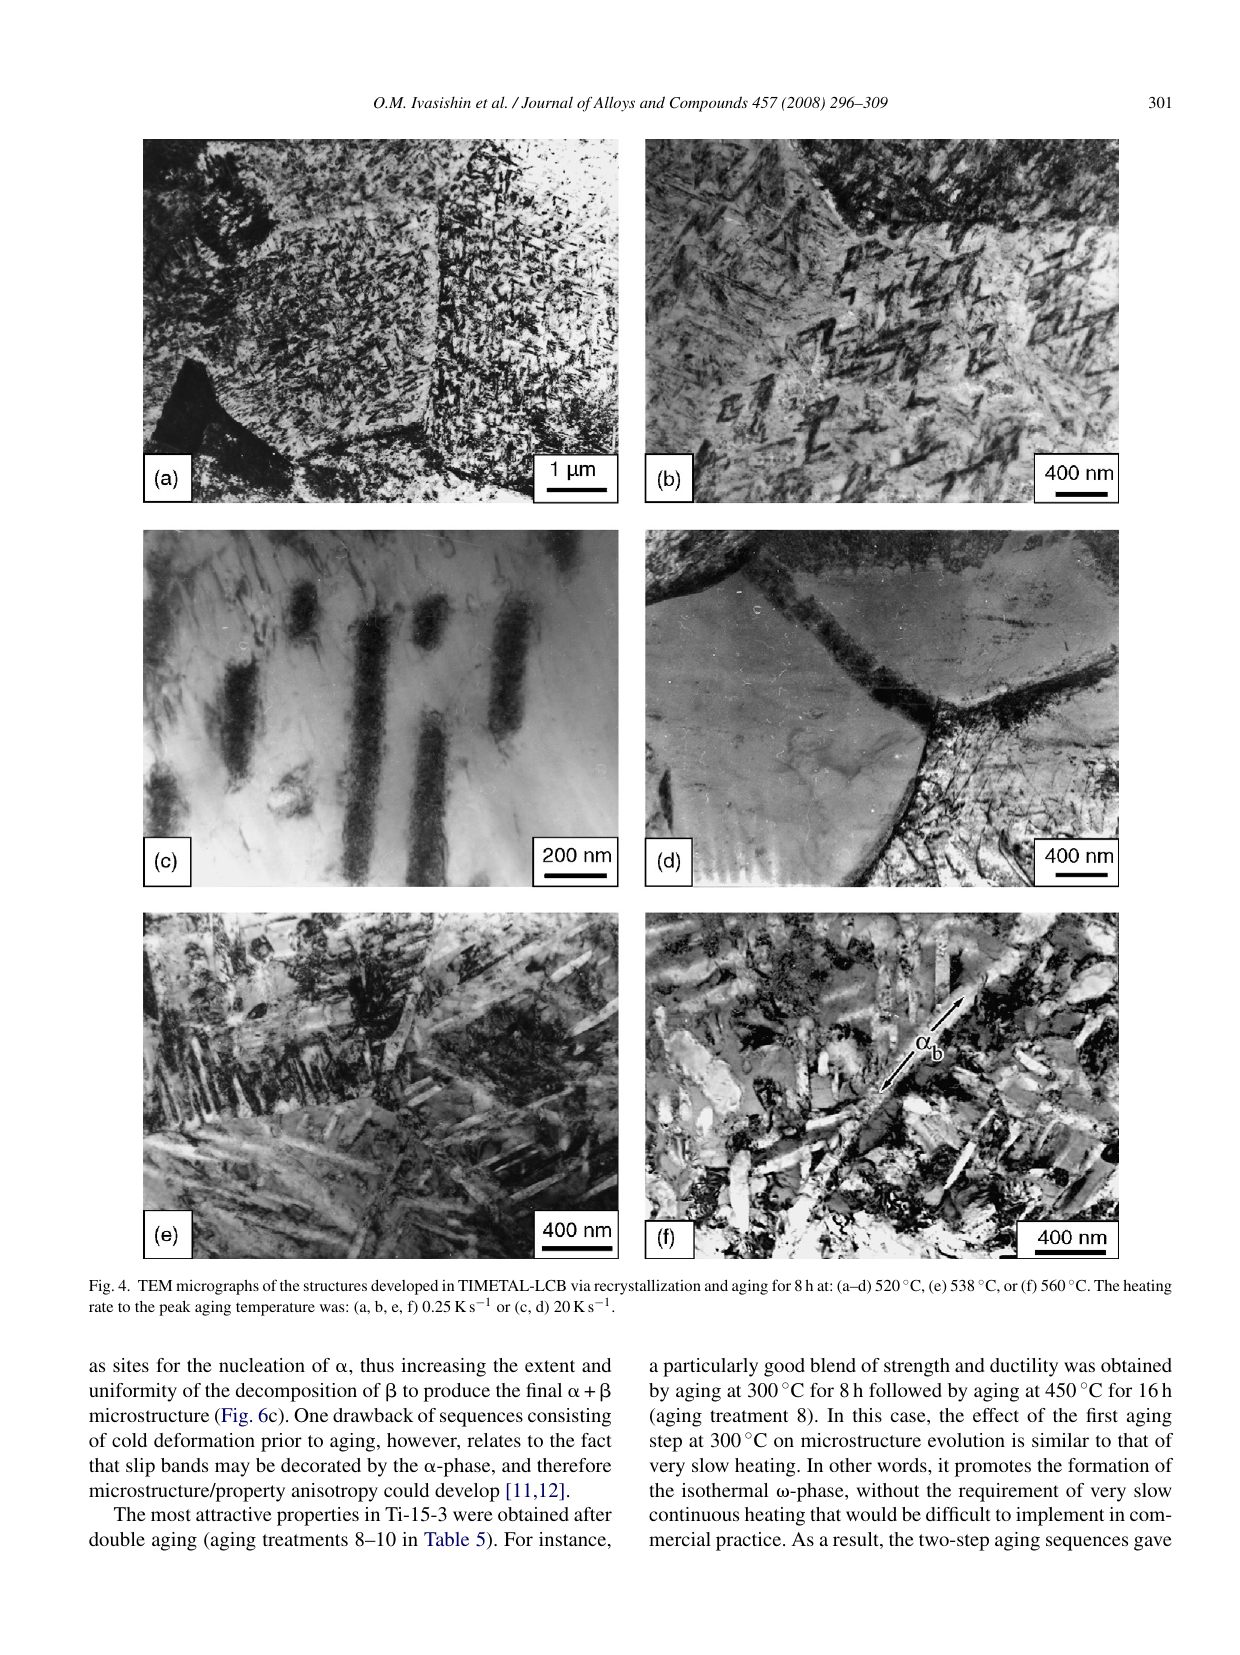 O.M. Ivasishin et al. / Journal of Alloys and Compounds 457 (2008) 296–309
301
(a)
1 μm
(b)
400 nm
(c)
200 nm
(d)
400 nm
(e)
400 nm
αb
(f)
400 nm
Fig. 4. TEM micrographs of the structures developed in TIMETAL-LCB via recrystallization and aging for 8 h at: (a–d) 520 °C, (e) 538 °C, or (f) 560 °C. The heating
rate to the peak aging temperature was: (a, b, e, f) 0.25 K s⁻¹ or (c, d) 20 K s⁻¹.
as sites for the nucleation of α, thus increasing the extent and
uniformity of the decomposition of β to produce the final α + β
microstructure (Fig. 6c). One drawback of sequences consisting
of cold deformation prior to aging, however, relates to the fact
that slip bands may be decorated by the α-phase, and therefore
microstructure/property anisotropy could develop [11,12].
The most attractive properties in Ti-15-3 were obtained after
double aging (aging treatments 8–10 in Table 5). For instance,
a particularly good blend of strength and ductility was obtained
by aging at 300 °C for 8 h followed by aging at 450 °C for 16 h
(aging treatment 8). In this case, the effect of the first aging
step at 300 °C on microstructure evolution is similar to that of
very slow heating. In other words, it promotes the formation of
the isothermal ω-phase, without the requirement of very slow
continuous heating that would be difficult to implement in com-
mercial practice. As a result, the two-step aging sequences gave